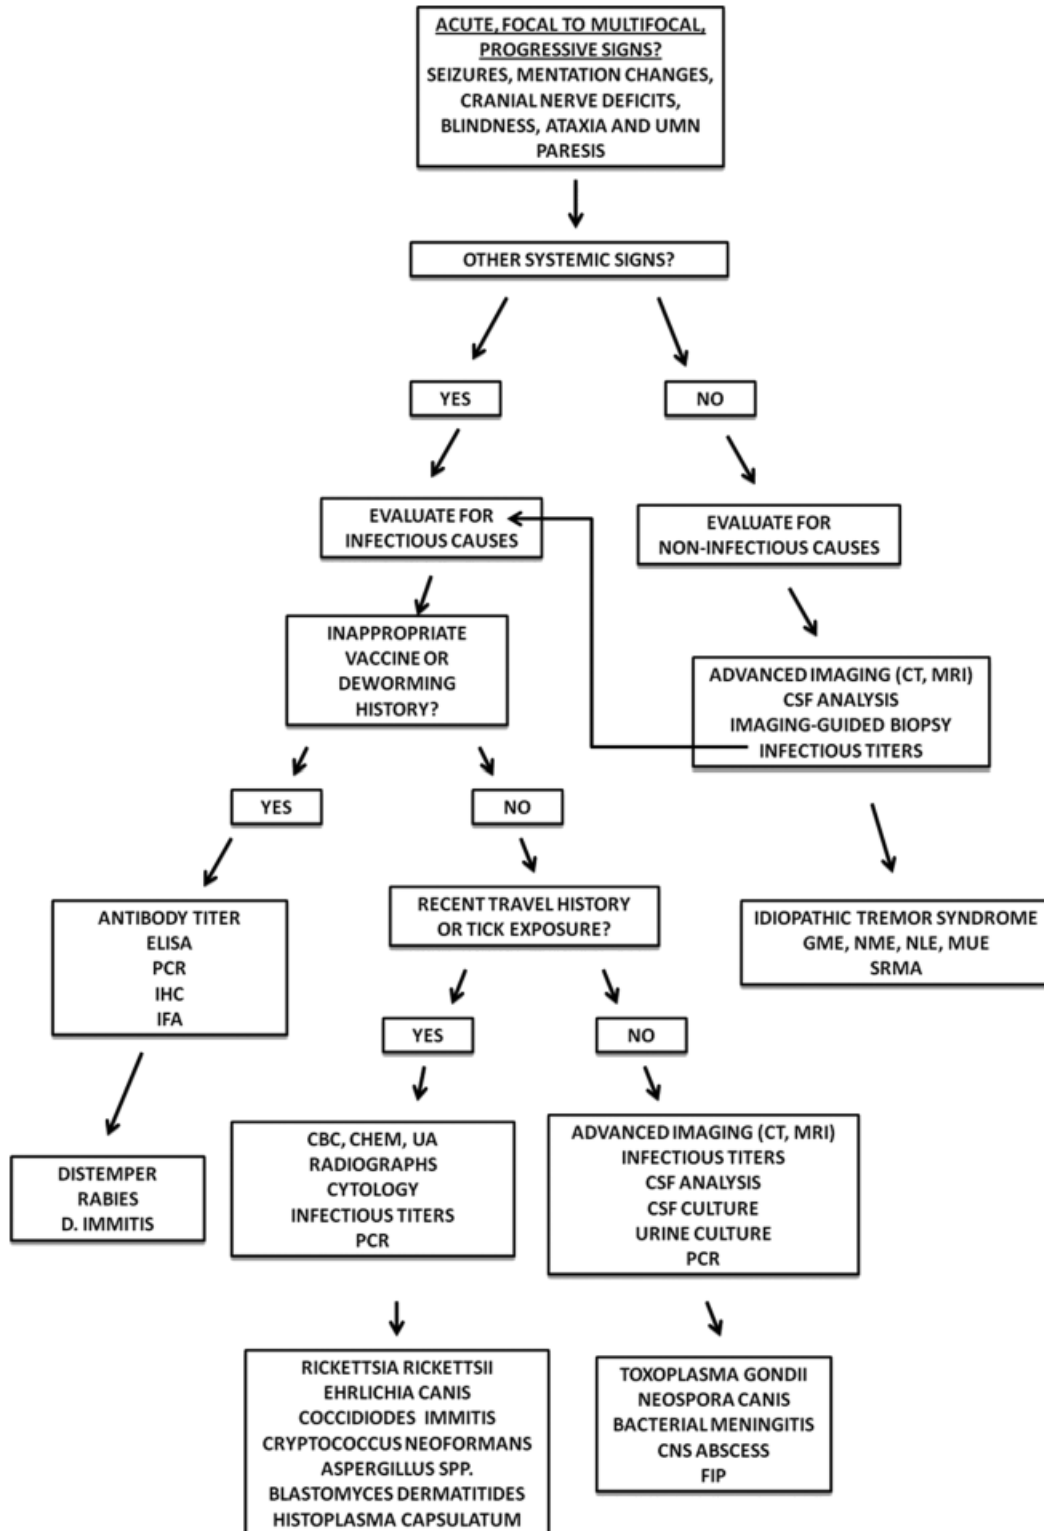 ACUTE, FOCAL TO MULTIFOCAL,
PROGRESSIVE SIGNS?
SEIZURES, MENTATION CHANGES,
CRANIAL NERVE DEFICITS,
BLINDNESS, ATAXIA AND UMN
PARESIS
OTHER SYSTEMIC SIGNS?
YES
NO
EVALUATE FOR
INFECTIOUS CAUSES
EVALUATE FOR
NON-INFECTIOUS CAUSES
INAPPROPRIATE
VACCINE OR
DEWORMING
HISTORY?
ADVANCED IMAGING (CT, MRI)
CSF ANALYSIS
IMAGING-GUIDED BIOPSY
INFECTIOUS TITERS
YES
NO
ANTIBODY TITER
ELISA
PCR
IHC
IFA
RECENT TRAVEL HISTORY
OR TICK EXPOSURE?
IDIOPATHIC TREMOR SYNDROME
GME, NME, NLE, MUE
SRMA
YES
NO
DISTEMPER
RABIES
D. IMMITIS
CBC, CHEM, UA
RADIOGRAPHS
CYTOLOGY
INFECTIOUS TITERS
PCR
ADVANCED IMAGING (CT, MRI)
INFECTIOUS TITERS
CSF ANALYSIS
CSF CULTURE
URINE CULTURE
PCR
RICKETTSIA RICKETTSII
EHRLICHIA CANIS
COCCIDIODES IMMITIS
CRYPTOCOCCUS NEOFORMANS
ASPERGILLUS SPP.
BLASTOMYCES DERMATITIDES
HISTOPLASMA CAPSULATUM
TOXOPLASMA GONDII
NEOSPORA CANIS
BACTERIAL MENINGITIS
CNS ABSCESS
FIP